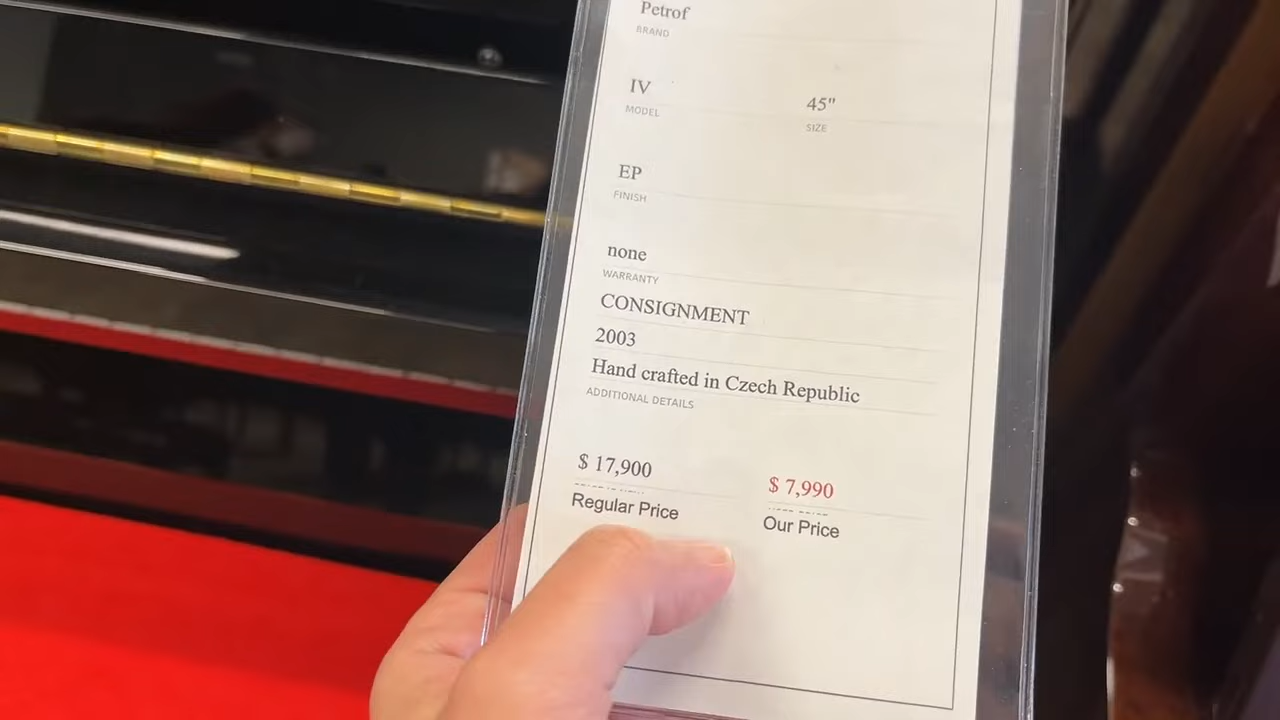 Petrof
BRAND
IV
MODEL
45"
SIZE
EP
FINISH
none
WARRANTY
CONSIGNMENT
2003
Hand crafted in Czech Republic
ADDITIONAL DETAILS
$ 17,900
Regular Price
$ 7,990
Our Price